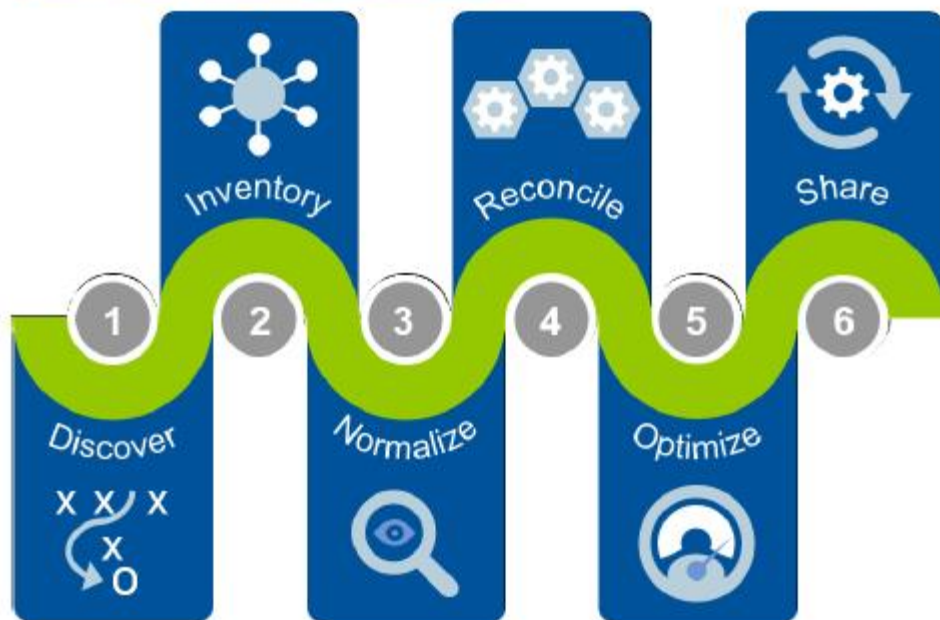 1
Discover
X X X
X
O
2
Inventory
3
Normalize
4
Reconcile
5
Optimize
6
Share